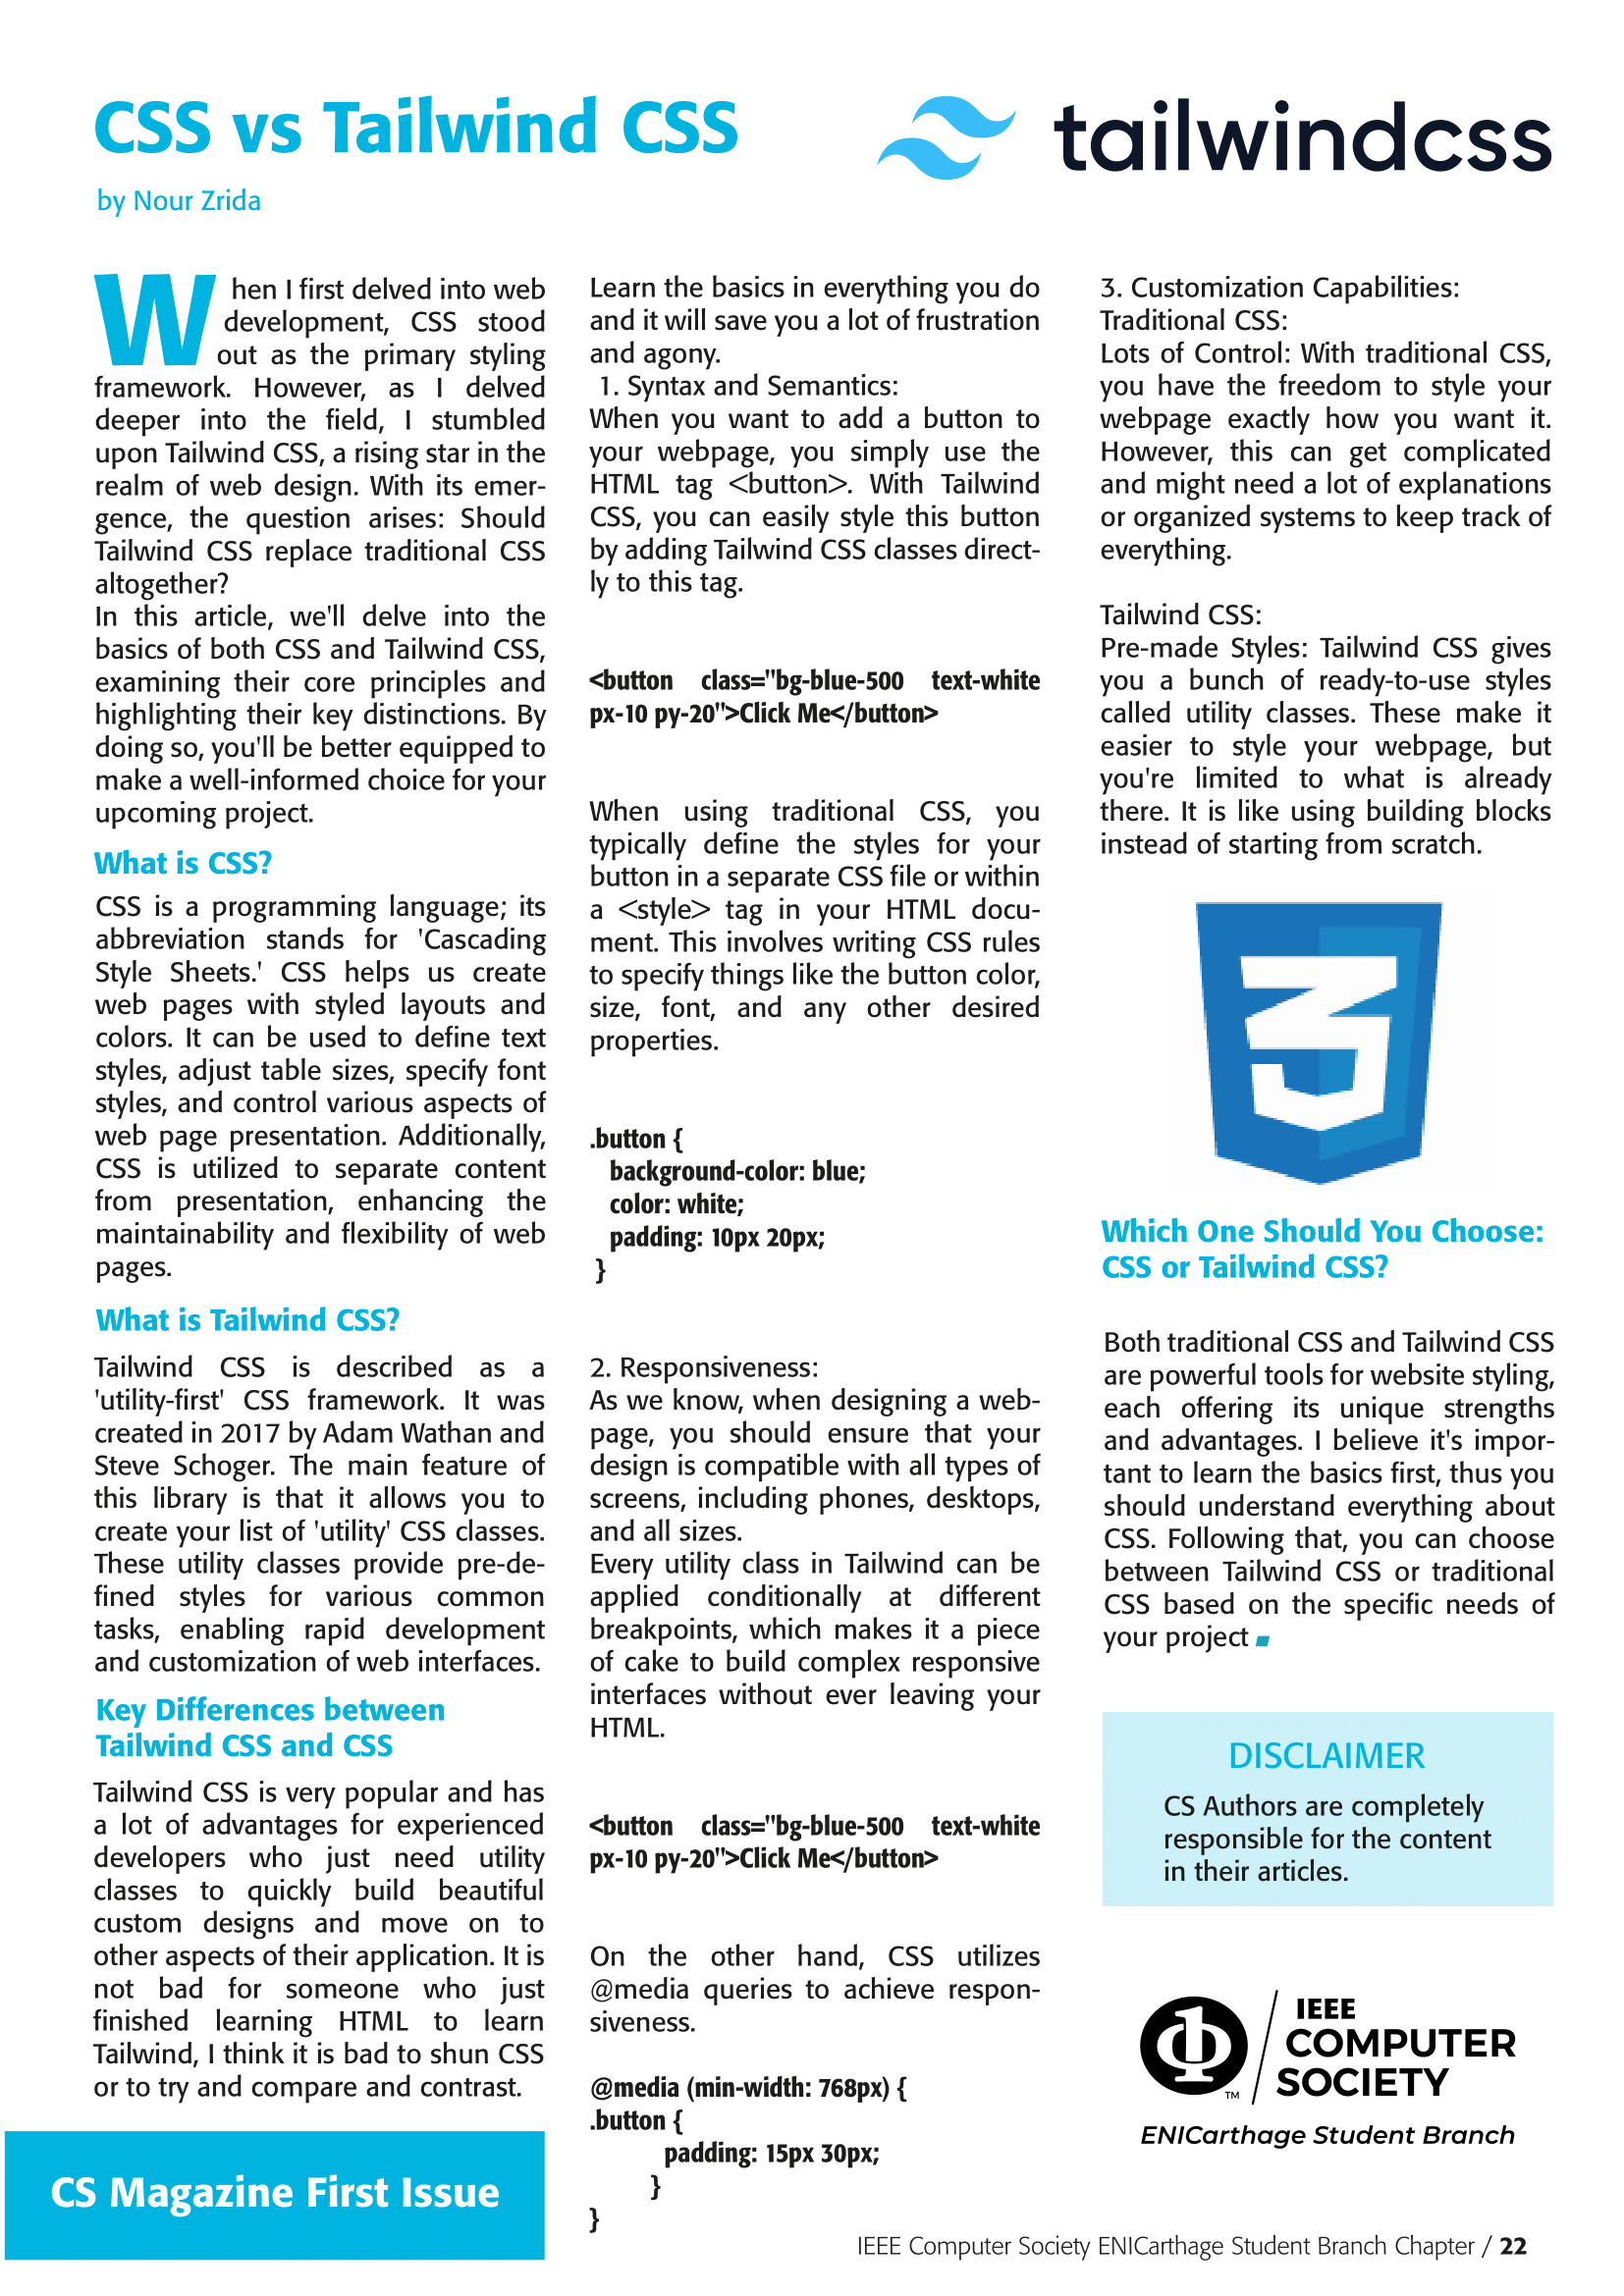 CSS vs Tailwind CSS
tailwindcss
by Nour Zrida
When I first delved into web
development, CSS stood
out as the primary styling
framework. However, as I delved
deeper into the field, I stumbled
upon Tailwind CSS, a rising star in the
realm of web design. With its emer-
gence, the question arises: Should
Tailwind CSS replace traditional CSS
altogether?
In this article, we'll delve into the
basics of both CSS and Tailwind CSS,
examining their core principles and
highlighting their key distinctions. By
doing so, you'll be better equipped to
make a well-informed choice for your
upcoming project.
What is CSS?
CSS is a programming language; its
abbreviation stands for 'Cascading
Style Sheets.' CSS helps us create
web pages with styled layouts and
colors. It can be used to define text
styles, adjust table sizes, specify font
styles, and control various aspects of
web page presentation. Additionally,
CSS is utilized to separate content
from presentation, enhancing the
maintainability and flexibility of web
pages.
What is Tailwind CSS?
Tailwind CSS is described as a
'utility-first' CSS framework. It was
created in 2017 by Adam Wathan and
Steve Schoger. The main feature of
this library is that it allows you to
create your list of 'utility' CSS classes.
These utility classes provide pre-de-
fined styles for various common
tasks, enabling rapid development
and customization of web interfaces.
Key Differences between
Tailwind CSS and CSS
Tailwind CSS is very popular and has
a lot of advantages for experienced
developers who just need utility
classes to quickly build beautiful
custom designs and move on to
other aspects of their application. It is
not bad for someone who just
finished learning HTML to learn
Tailwind, I think it is bad to shun CSS
or to try and compare and contrast.
CS Magazine First Issue
Learn the basics in everything you do
and it will save you a lot of frustration
and agony.
1. Syntax and Semantics:
When you want to add a button to
your webpage, you simply use the
HTML tag <button>. With Tailwind
CSS, you can easily style this button
by adding Tailwind CSS classes direct-
ly to this tag.
<button class="bg-blue-500 text-white
px-10 py-20">Click Me</button>
When using traditional CSS, you
typically define the styles for your
button in a separate CSS file or within
a <style> tag in your HTML docu-
ment. This involves writing CSS rules
to specify things like the button color,
size, font, and any other desired
properties.
.button {
background-color: blue;
color: white;
padding: 10px 20px;
}
2. Responsiveness:
As we know, when designing a web-
page, you should ensure that your
design is compatible with all types of
screens, including phones, desktops,
and all sizes.
Every utility class in Tailwind can be
applied conditionally at different
breakpoints, which makes it a piece
of cake to build complex responsive
interfaces without ever leaving your
HTML.
<button class="bg-blue-500 text-white
px-10 py-20">Click Me</button>
On the other hand, CSS utilizes
@media queries to achieve respon-
siveness.
@media (min-width: 768px) {
.button {
padding: 15px 30px;
}
}
3. Customization Capabilities:
Traditional CSS:
Lots of Control: With traditional CSS,
you have the freedom to style your
webpage exactly how you want it.
However, this can get complicated
and might need a lot of explanations
or organized systems to keep track of
everything.
Tailwind CSS:
Pre-made Styles: Tailwind CSS gives
you a bunch of ready-to-use styles
called utility classes. These make it
easier to style your webpage, but
you're limited to what is already
there. It is like using building blocks
instead of starting from scratch.
3
Which One Should You Choose:
CSS or Tailwind CSS?
Both traditional CSS and Tailwind CSS
are powerful tools for website styling,
each offering its unique strengths
and advantages. I believe it's impor-
tant to learn the basics first, thus you
should understand everything about
CSS. Following that, you can choose
between Tailwind CSS or traditional
CSS based on the specific needs of
your project
DISCLAIMER
CS Authors are completely
responsible for the content
in their articles.
IEEE
COMPUTER
SOCIETY
TM
ENICarthage Student Branch
IEEE Computer Society ENICarthage Student Branch Chapter / 22